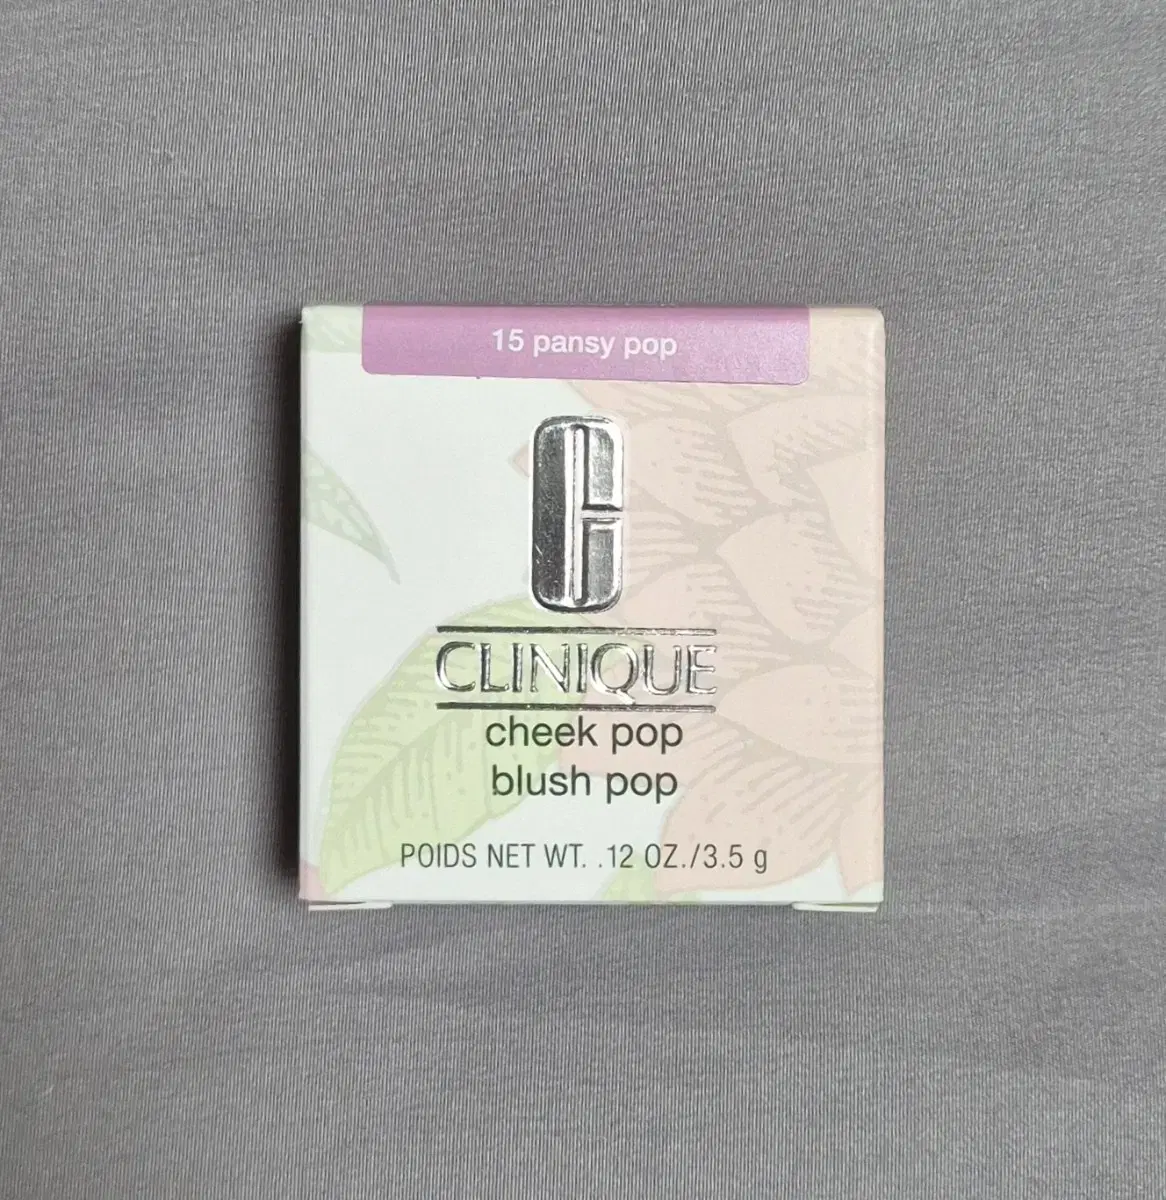 15 pansy pop
CLINIQUE
cheek pop
blush pop
POIDS NET WT. .12 OZ./3.5 g